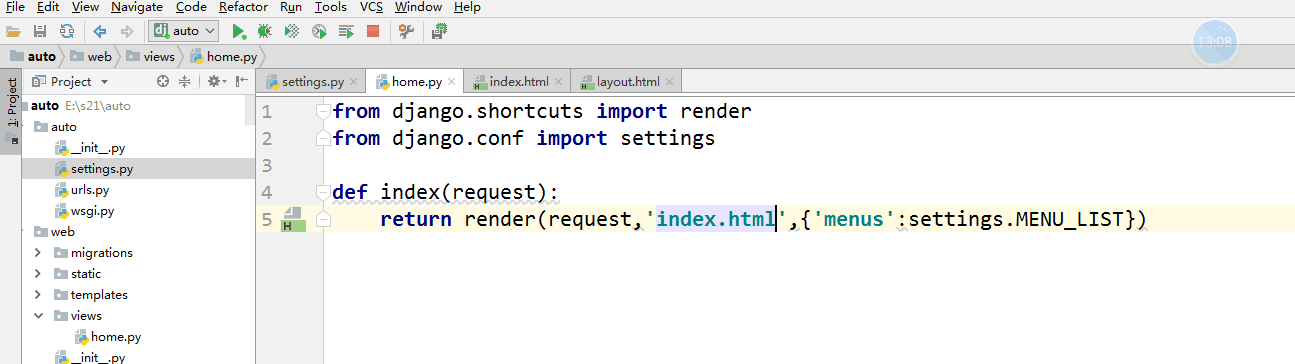 File Edit View Navigate Code Refactor Run Tools VCS Window Help
auto
13:08
auto web views home.py
1: Project
Project
settings.py home.py index.html layout.html
auto E:\s21\auto
auto
__init__.py
settings.py
urls.py
wsgi.py
web
migrations
static
templates
views
home.py
__init__.py
1 from django.shortcuts import render
2 from django.conf import settings
3
4 def index(request):
5 return render(request,'index.html',{'menus':settings.MENU_LIST})